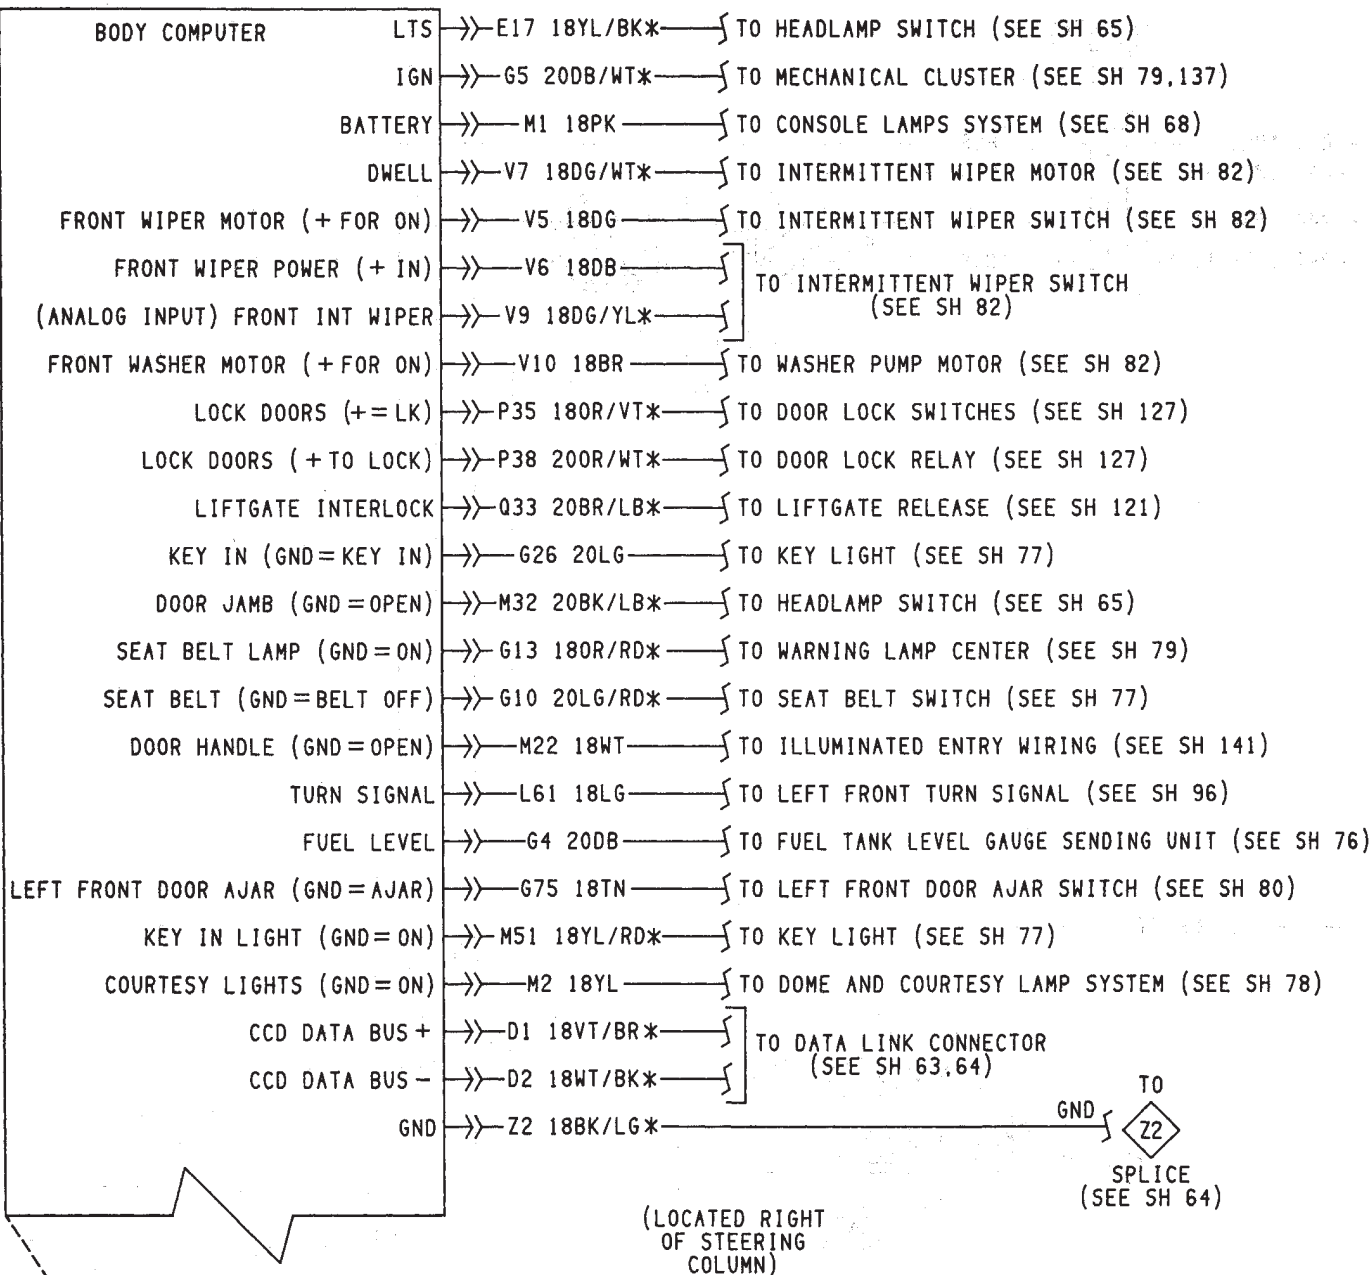 BODY COMPUTER LTS E17 18YL/BK* TO HEADLAMP SWITCH (SEE SH 65)
IGN G5 20DB/WT* TO MECHANICAL CLUSTER (SEE SH 79,137)
BATTERY M1 18PK TO CONSOLE LAMPS SYSTEM (SEE SH 68)
DWELL V7 18DG/WT* TO INTERMITTENT WIPER MOTOR (SEE SH 82)
FRONT WIPER MOTOR (+ FOR ON) V5 18DG TO INTERMITTENT WIPER SWITCH (SEE SH 82)
FRONT WIPER POWER (+ IN) V6 18DB
TO INTERMITTENT WIPER SWITCH
(SEE SH 82)
(ANALOG INPUT) FRONT INT WIPER V9 18DG/YL*
FRONT WASHER MOTOR (+ FOR ON) V10 18BR TO WASHER PUMP MOTOR (SEE SH 82)
LOCK DOORS (+ = LK) P35 18OR/VT* TO DOOR LOCK SWITCHES (SEE SH 127)
LOCK DOORS (+ TO LOCK) P38 20OR/WT* TO DOOR LOCK RELAY (SEE SH 127)
LIFTGATE INTERLOCK Q33 20BR/LB* TO LIFTGATE RELEASE (SEE SH 121)
KEY IN (GND = KEY IN) G26 20LG TO KEY LIGHT (SEE SH 77)
DOOR JAMB (GND = OPEN) M32 20BK/LB* TO HEADLAMP SWITCH (SEE SH 65)
SEAT BELT LAMP (GND = ON) G13 18OR/RD* TO WARNING LAMP CENTER (SEE SH 79)
SEAT BELT (GND = BELT OFF) G10 20LG/RD* TO SEAT BELT SWITCH (SEE SH 77)
DOOR HANDLE (GND = OPEN) M22 18WT TO ILLUMINATED ENTRY WIRING (SEE SH 141)
TURN SIGNAL L61 18LG TO LEFT FRONT TURN SIGNAL (SEE SH 96)
FUEL LEVEL G4 20DB TO FUEL TANK LEVEL GAUGE SENDING UNIT (SEE SH 76)
LEFT FRONT DOOR AJAR (GND = AJAR) G75 18TN TO LEFT FRONT DOOR AJAR SWITCH (SEE SH 80)
KEY IN LIGHT (GND = ON) M51 18YL/RD* TO KEY LIGHT (SEE SH 77)
COURTESY LIGHTS (GND = ON) M2 18YL TO DOME AND COURTESY LAMP SYSTEM (SEE SH 78)
CCD DATA BUS + D1 18VT/BR*
TO DATA LINK CONNECTOR
(SEE SH 63,64)
CCD DATA BUS − D2 18WT/BK*
GND Z2 18BK/LG* GND
TO
Z2
SPLICE
(SEE SH 64)
(LOCATED RIGHT
OF STEERING
COLUMN)